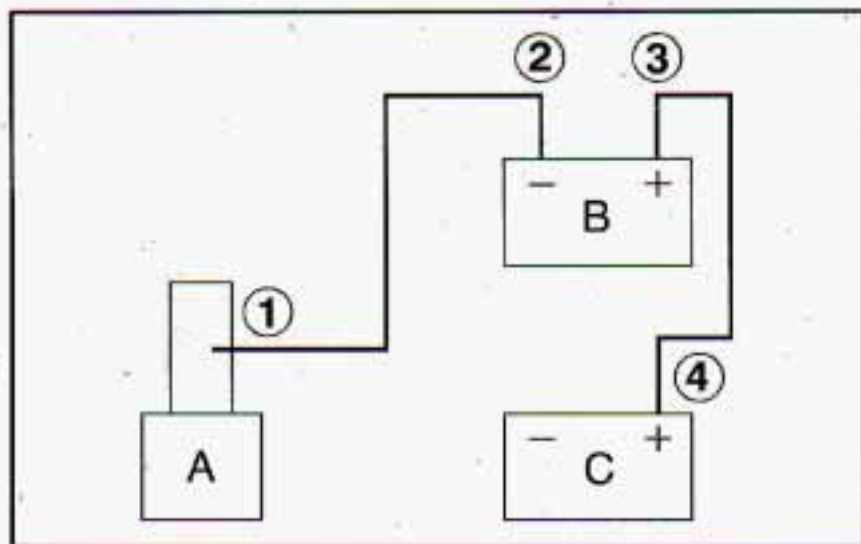 ② ③
− +
B
①
④
− +
A C